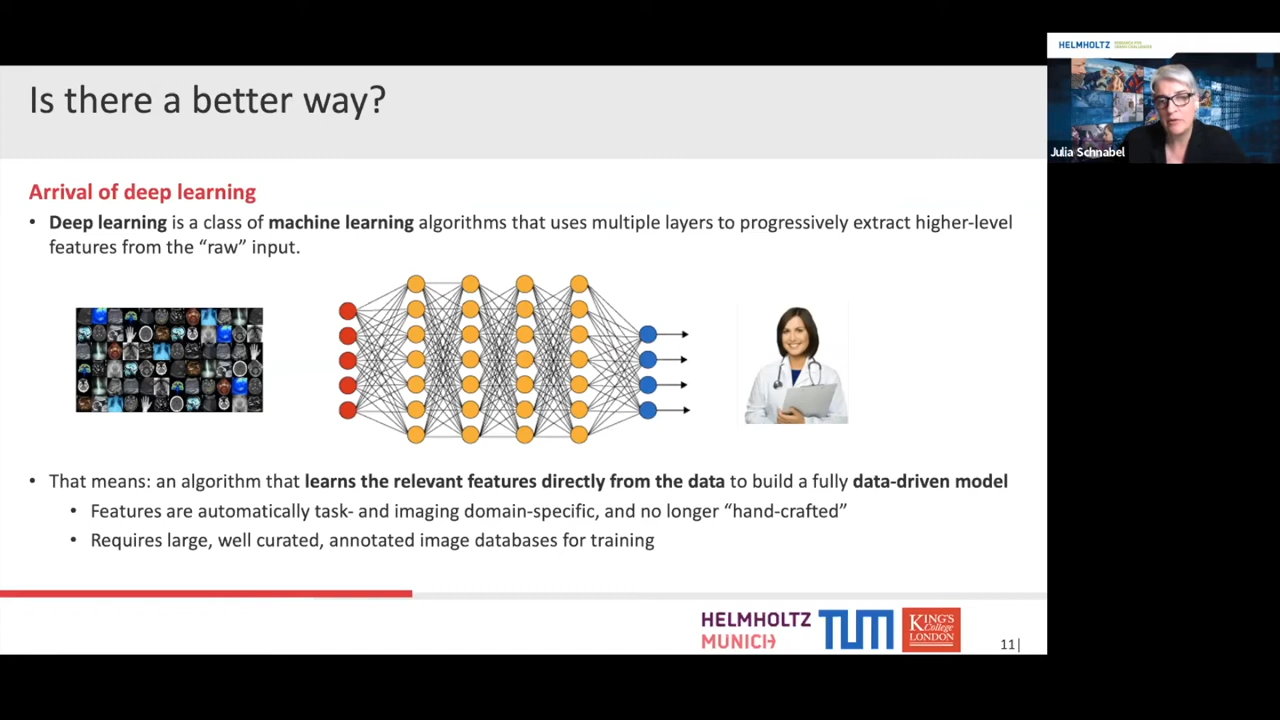 Is there a better way?
Arrival of deep learning
• Deep learning is a class of machine learning algorithms that uses multiple layers to progressively extract higher-level
features from the “raw” input.
• That means: an algorithm that learns the relevant features directly from the data to build a fully data-driven model
• Features are automatically task- and imaging domain-specific, and no longer “hand-crafted”
• Requires large, well curated, annotated image databases for training
HELMHOLTZ
MUNICH
TUM
KING'S
College
LONDON
11|
HELMHOLTZ
Julia Schnabel